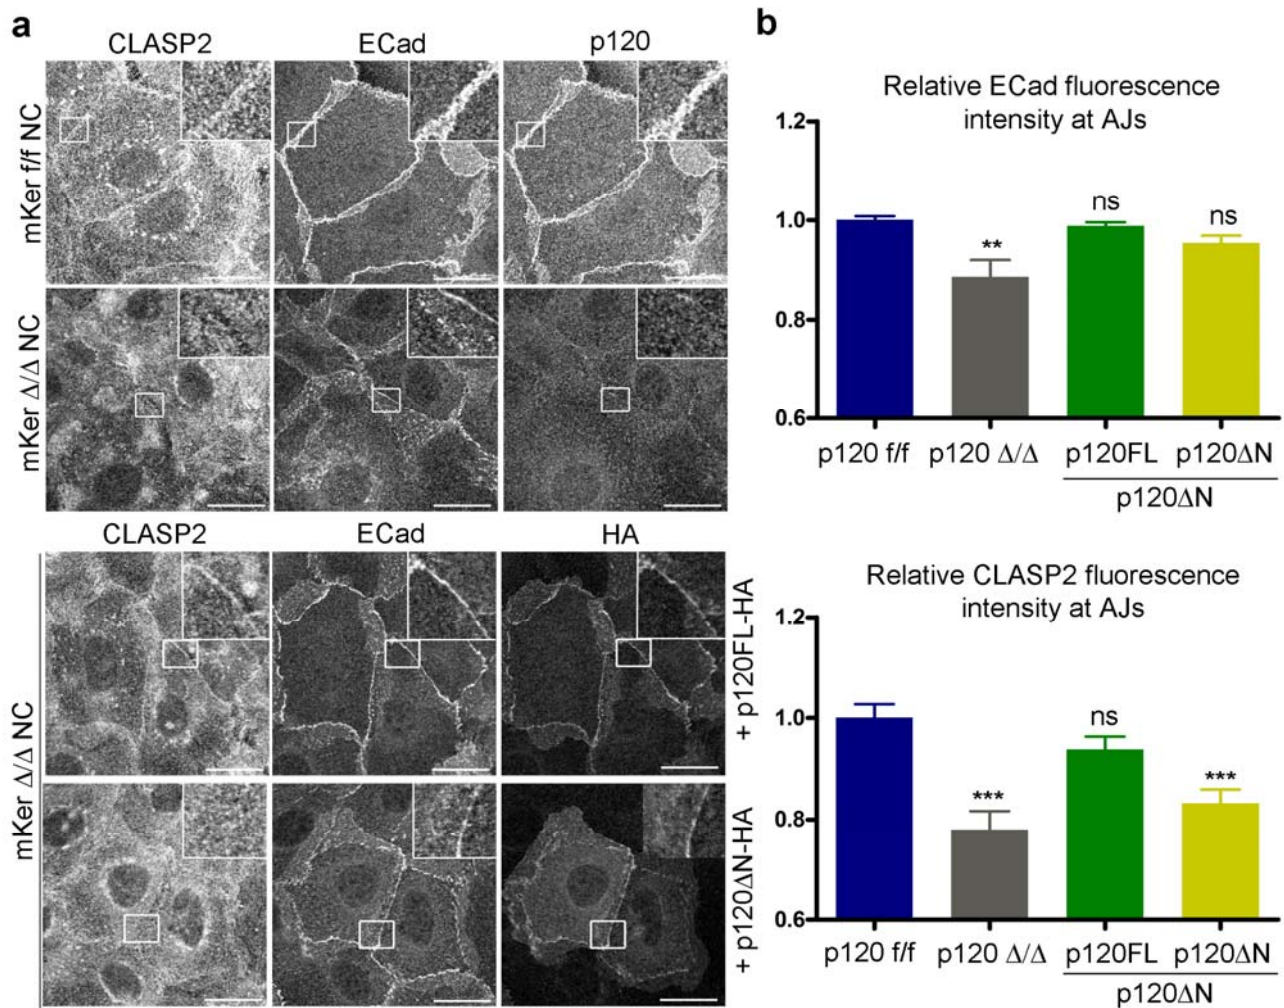 a
CLASP2 ECad p120
mKer f/f NC
mKer Δ/Δ NC
CLASP2 ECad HA
mKer Δ/Δ NC
+ p120FL-HA
+ p120ΔN-HA
b
Relative ECad fluorescence
intensity at AJs
1.2
1.0
0.8
0.6
** ns ns
p120 f/f p120 Δ/Δ p120FL p120ΔN
p120ΔN
Relative CLASP2 fluorescence
intensity at AJs
1.2
1.0
0.8
0.6
*** ns ***
p120 f/f p120 Δ/Δ p120FL p120ΔN
p120ΔN